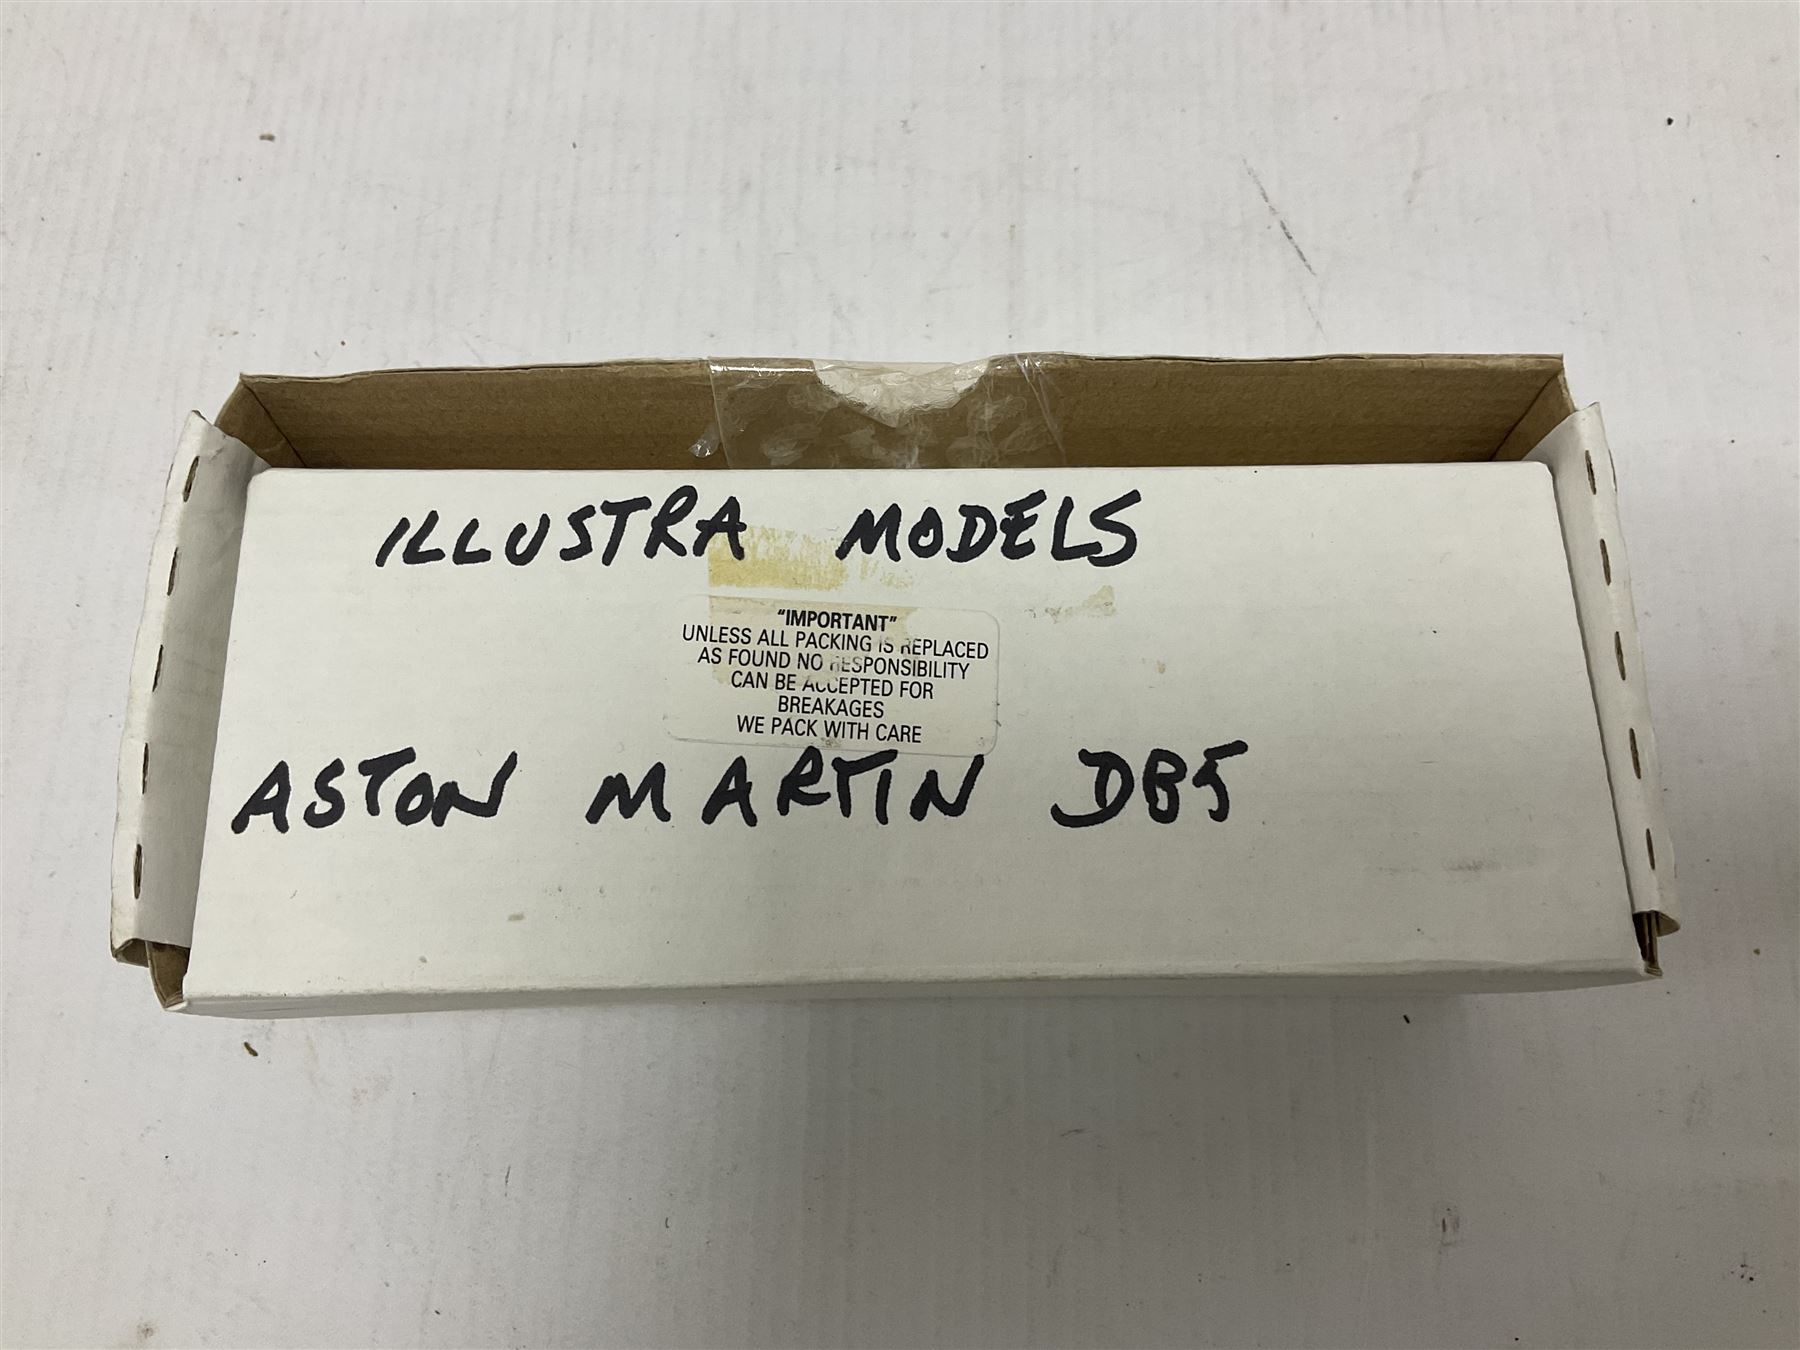 ILLUSTRA MODELS
"IMPORTANT"
UNLESS ALL PACKING IS REPLACED
AS FOUND NO RESPONSIBILITY
CAN BE ACCEPTED FOR
BREAKAGES
WE PACK WITH CARE
ASTON MARTIN DB5